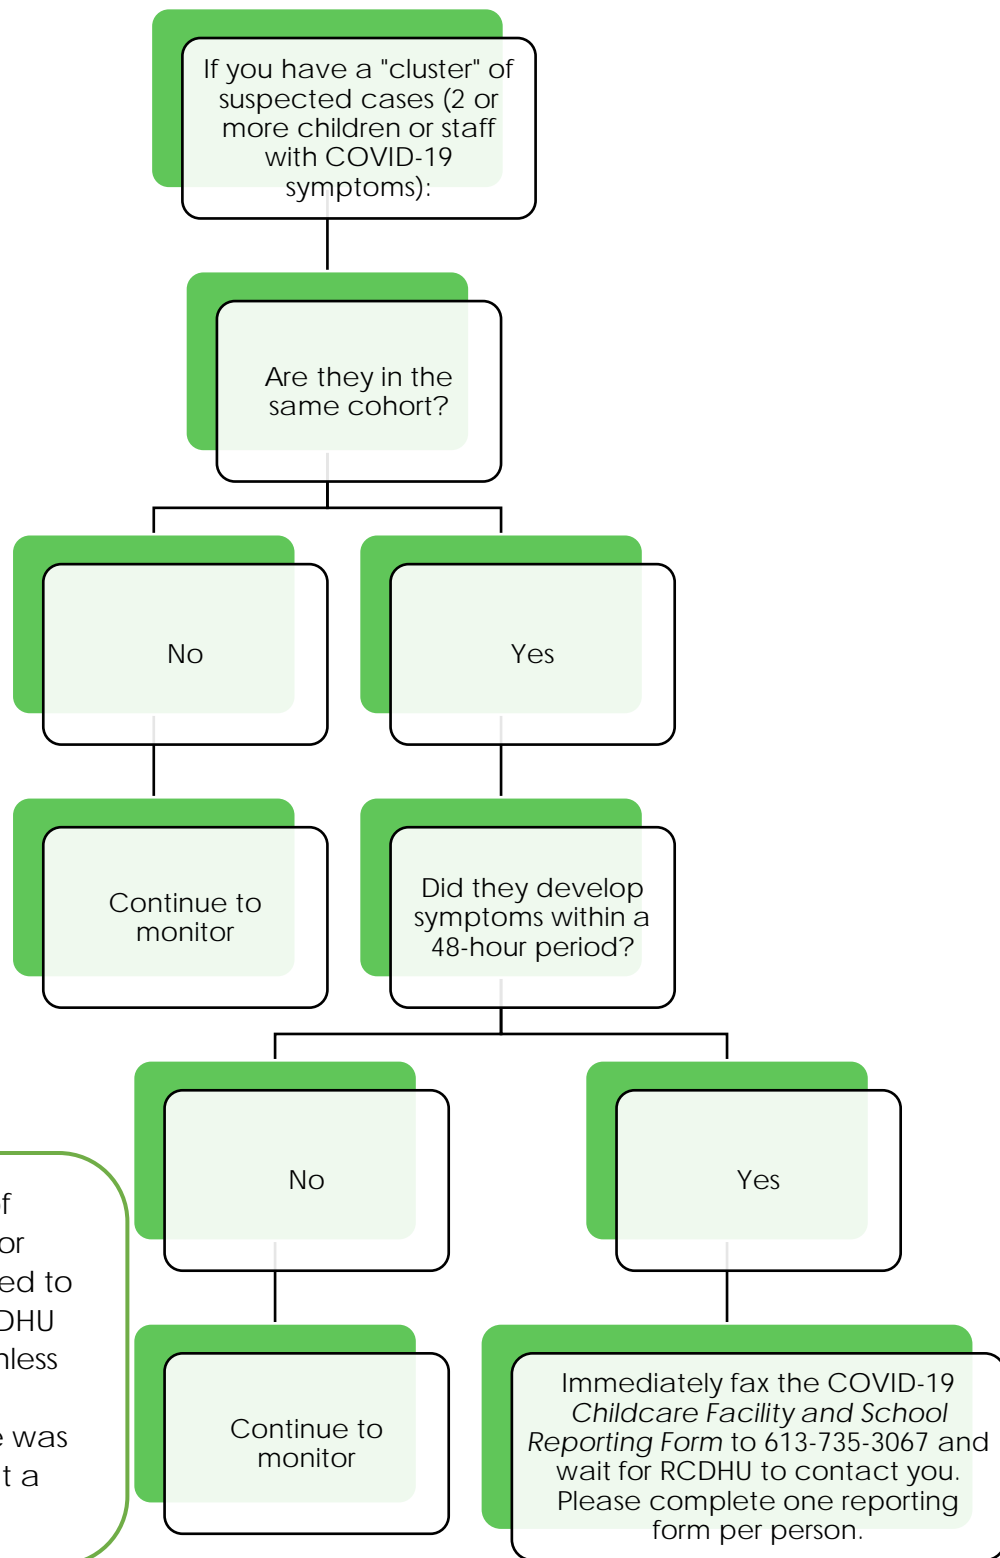 If you have a "cluster" of
suspected cases (2 or
more children or staff
with COVID-19
symptoms):
Are they in the
same cohort?
No
Yes
Continue to
monitor
Did they develop
symptoms within a
48-hour period?
No
Yes
Continue to
monitor
Immediately fax the COVID-19
Childcare Facility and School
Reporting Form to 613-735-3067 and
wait for RCDHU to contact you.
Please complete one reporting
form per person.
or
to
was
a